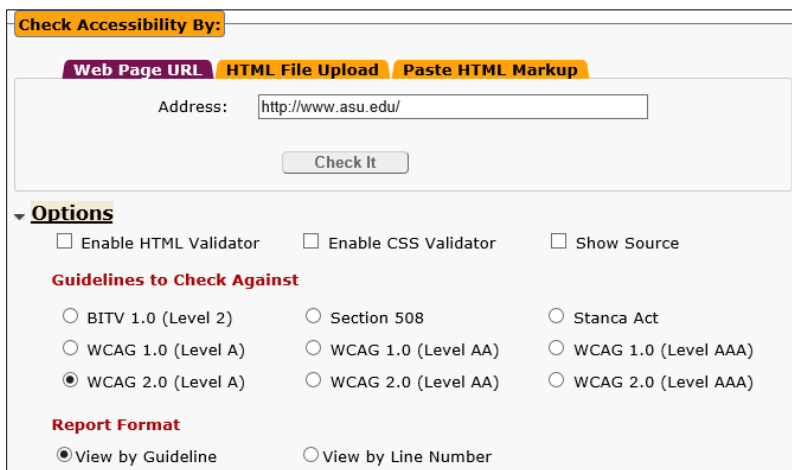 Check Accessibility By:
Web Page URL HTML File Upload Paste HTML Markup
Address: http://www.asu.edu/
Check It
Options
Enable HTML Validator Enable CSS Validator Show Source
Guidelines to Check Against
BITV 1.0 (Level 2) Section 508 Stanca Act
WCAG 1.0 (Level A) WCAG 1.0 (Level AA) WCAG 1.0 (Level AAA)
WCAG 2.0 (Level A) WCAG 2.0 (Level AA) WCAG 2.0 (Level AAA)
Report Format
View by Guideline View by Line Number